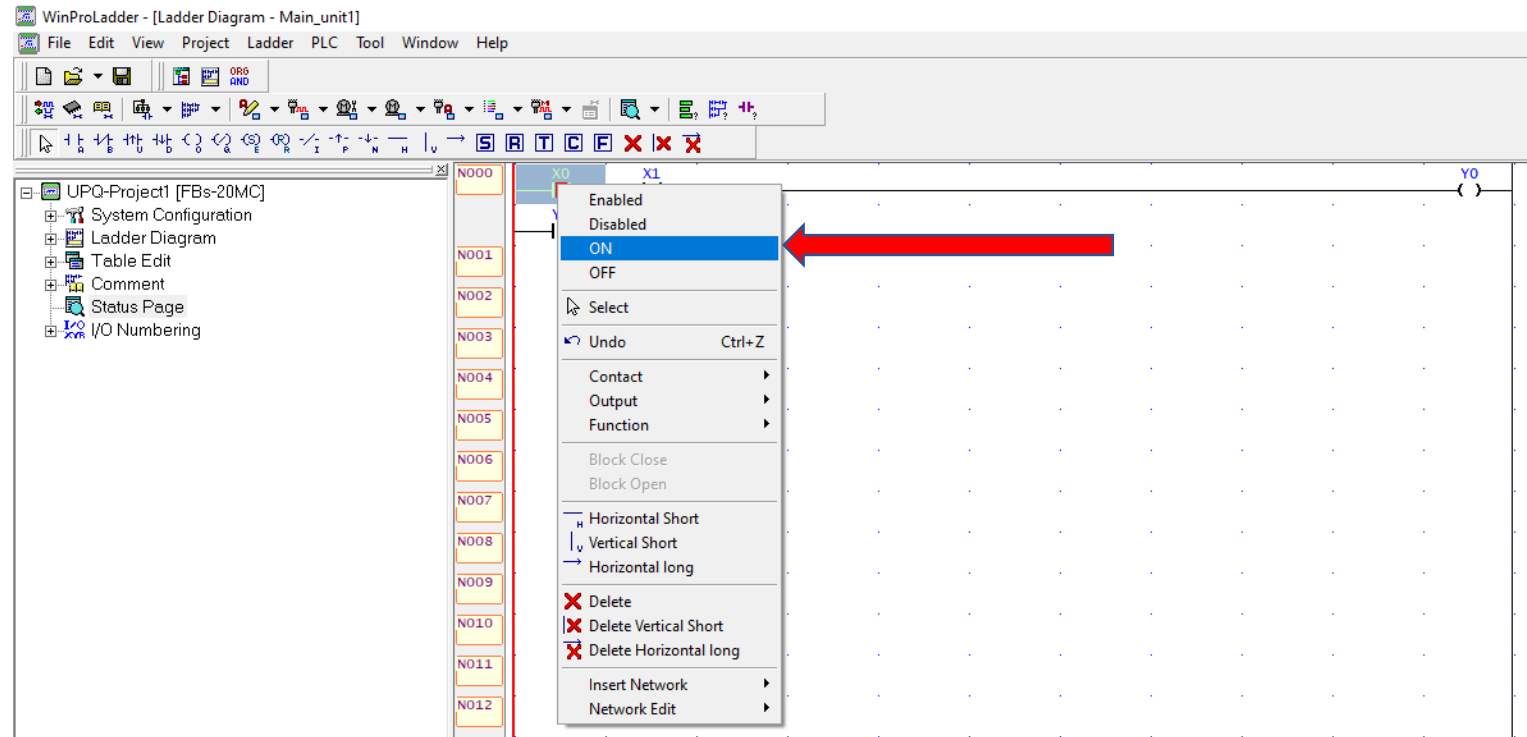 WinProLadder - [Ladder Diagram - Main_unit1]
File Edit View Project Ladder PLC Tool Window Help
ORG
AND
A B U D O Q E R I P N H V S R T C F
UPQ-Project1 [FBs-20MC]
System Configuration
Ladder Diagram
Table Edit
Comment
Status Page
I/O Numbering
N000 X0 X1 Y0
Y
N001
N002
N003
N004
N005
N006
N007
N008
N009
N010
N011
N012
Enabled
Disabled
ON
OFF
Select
Undo Ctrl+Z
Contact
Output
Function
Block Close
Block Open
H Horizontal Short
V Vertical Short
Horizontal long
Delete
Delete Vertical Short
Delete Horizontal long
Insert Network
Network Edit